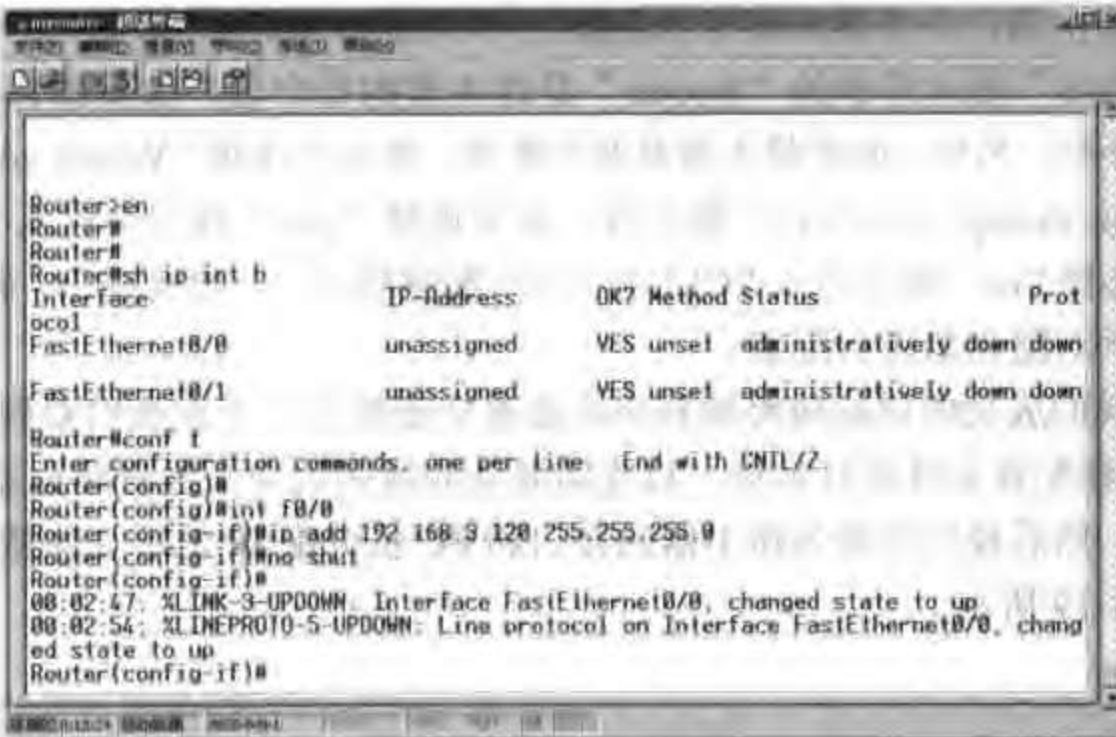 超级终端
Router>en
Router#
Router#
Router#sh ip int b
Interface IP-Address OK? Method Status Prot
ocol
FastEthernet0/0 unassigned YES unset administratively down down
FastEthernet0/1 unassigned YES unset administratively down down
Router#conf t
Enter configuration commands, one per line. End with CNTL/Z.
Router(config)#
Router(config)#int f0/0
Router(config-if)#ip add 192.168.3.120 255.255.255.0
Router(config-if)#no shut
Router(config-if)#
00:02:47: %LINK-3-UPDOWN: Interface FastEthernet0/0, changed state to up
00:02:54: %LINEPROTO-5-UPDOWN: Line protocol on Interface FastEthernet0/0, chang
ed state to up
Router(config-if)#